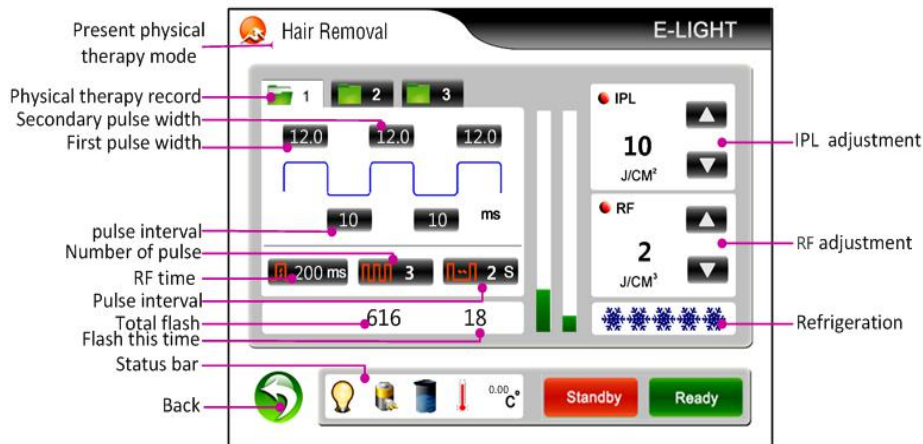 Present physical
therapy mode
Hair Removal
E-LIGHT
Physical therapy record
Secondary pulse width
First pulse width
1
2
3
12.0
12.0
12.0
10
10
ms
IPL
10
J/CM²
IPL adjustment
RF
2
J/CM³
RF adjustment
pulse interval
Number of pulse
RF time
Pulse interval
200 ms
3
2 S
Total flash
Flash this time
616
18
Refrigeration
Status bar
Back
0.00
C°
Standby
Ready